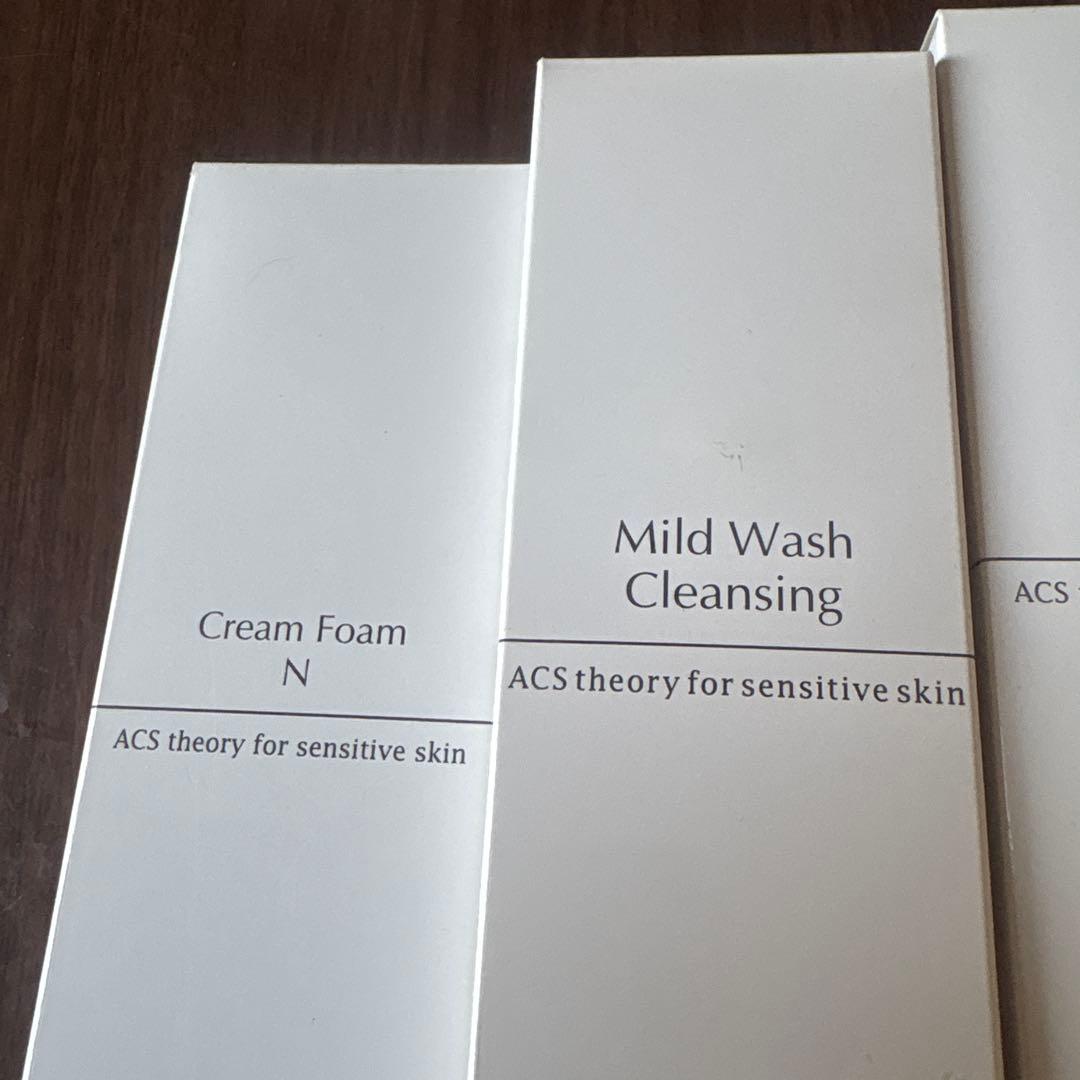 Cream Foam
N
ACS theory for sensitive skin
Mild Wash
Cleansing
ACS theory for sensitive skin
ACS